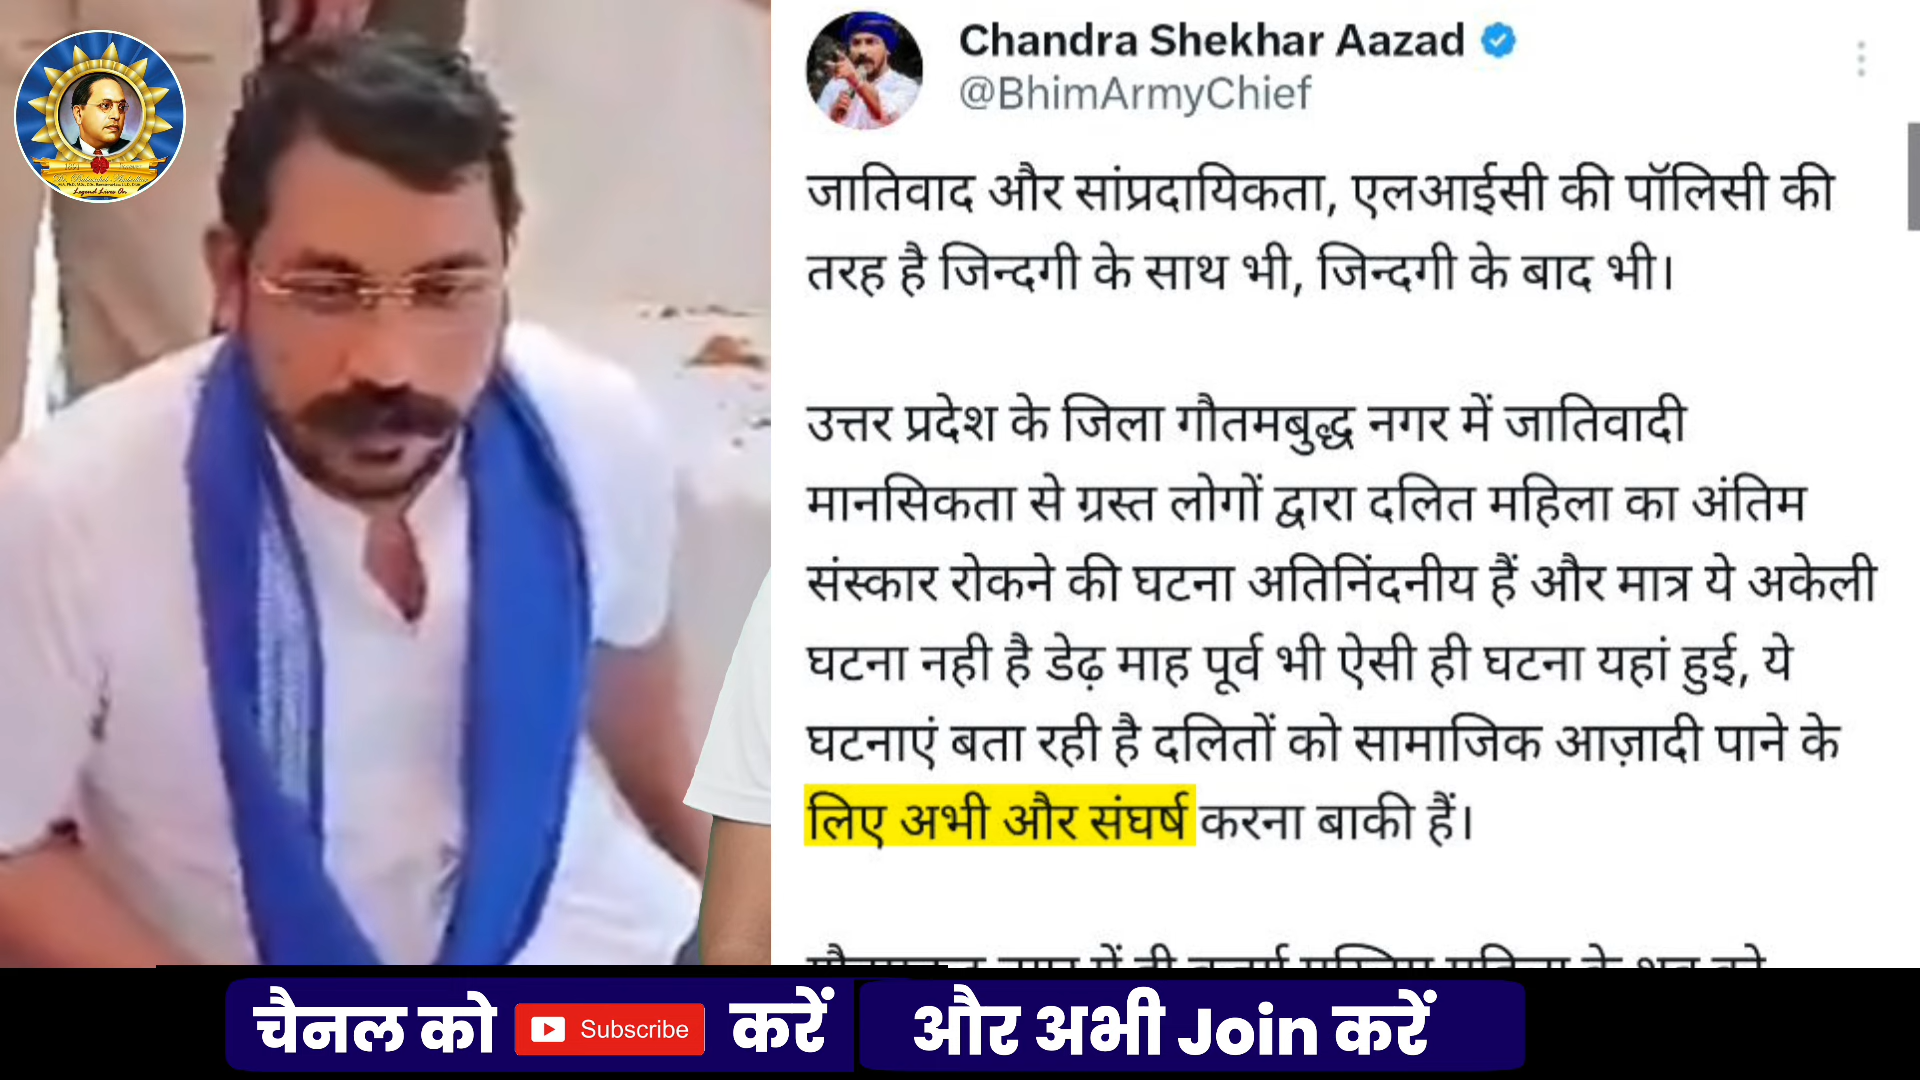 Chandra Shekhar Aazad
@BhimArmyChief
जातिवाद और सांप्रदायिकता, एलआईसी की पॉलिसी की
तरह है जिन्दगी के साथ भी, जिन्दगी के बाद भी।
उत्तर प्रदेश के जिला गौतमबुद्ध नगर में जातिवादी
मानसिकता से ग्रस्त लोगों द्वारा दलित महिला का अंतिम
संस्कार रोकने की घटना अतिनिंदनीय हैं और मात्र ये अकेली
घटना नही है डेढ़ माह पूर्व भी ऐसी ही घटना यहां हुई, ये
घटनाएं बता रही है दलितों को सामाजिक आज़ादी पाने के
लिए अभी और संघर्ष करना बाकी हैं।
चैनल को Subscribe करें और अभी Join करें